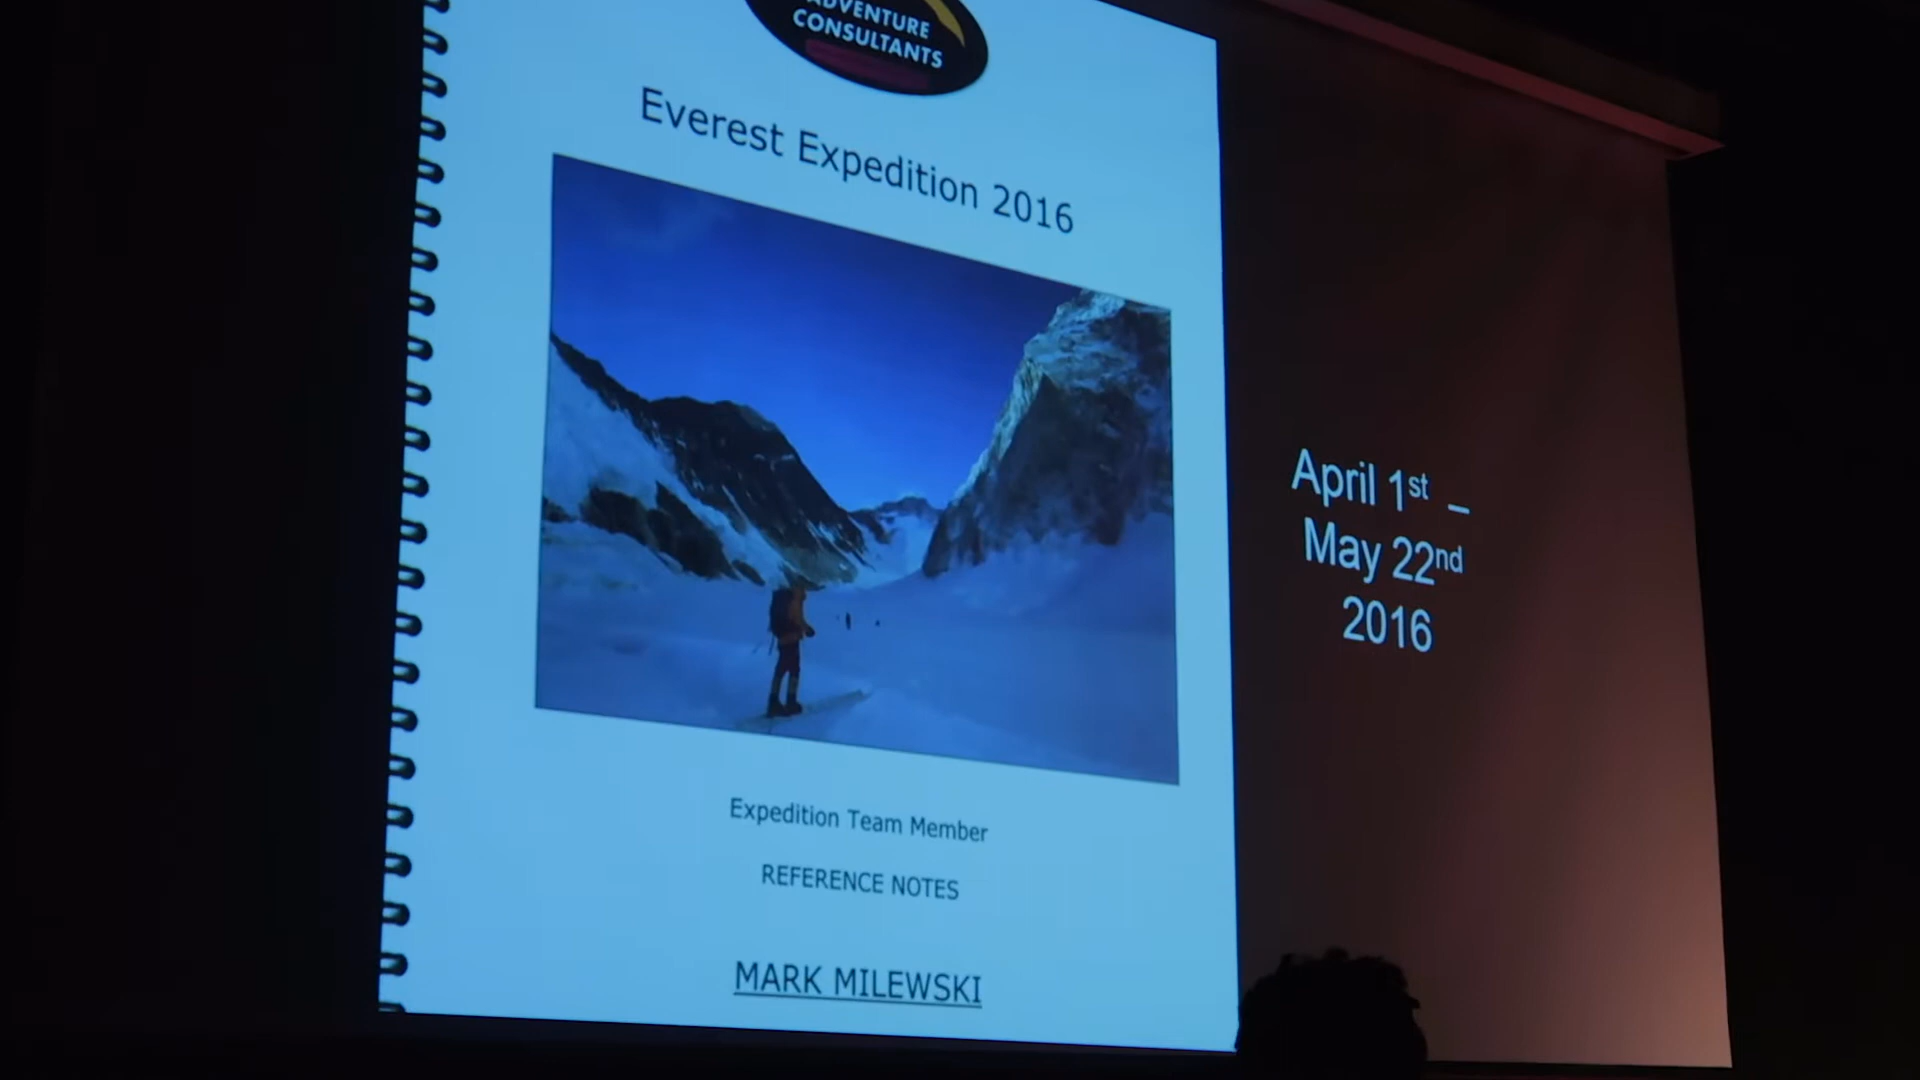 ADVENTURE
CONSULTANTS
Everest Expedition 2016
Expedition Team Member
REFERENCE NOTES
MARK MILEWSKI
April 1st –
May 22nd
2016